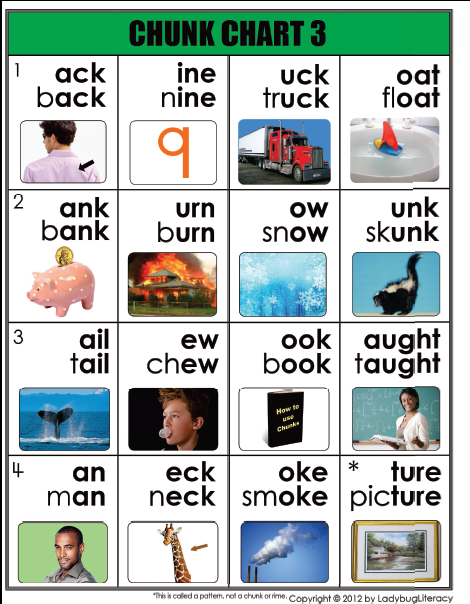 CHUNK CHART 3
1 ack ine uck oat
back nine truck float
9
2 ank urn ow unk
bank burn snow skunk
3 ail ew ook aught
tail chew book taught
How to
use
Chunks
4 an eck oke * ture
man neck smoke picture
*This is called a pattern, not a chunk or rime. Copyright © 2012 by LadybugLiteracy